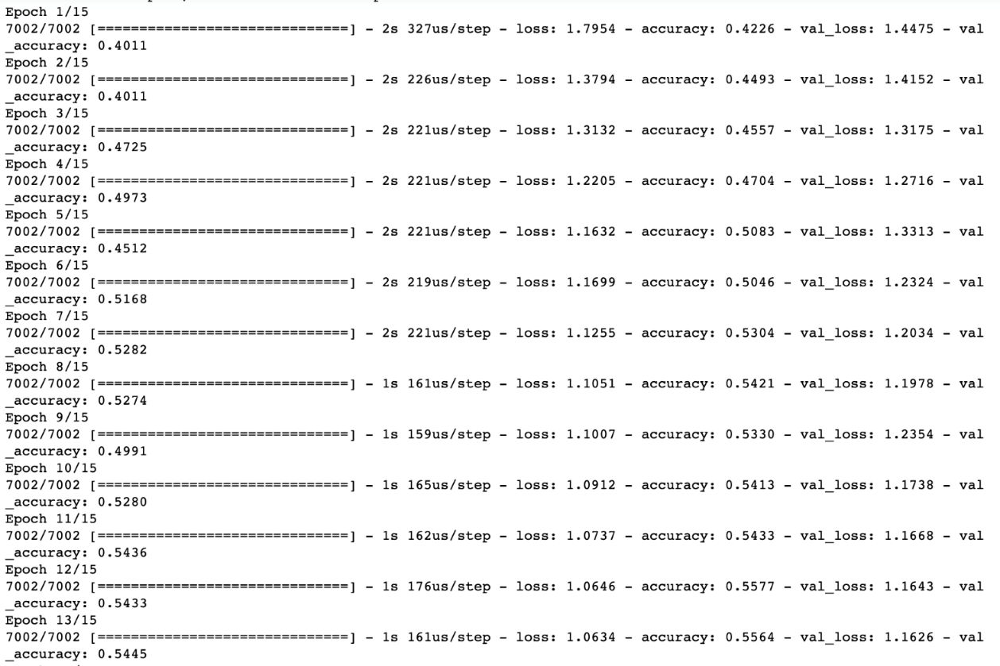 Epoch 1/15
7002/7002 [==============================] - 2s 327us/step - loss: 1.7954 - accuracy: 0.4226 - val_loss: 1.4475 - val
_accuracy: 0.4011
Epoch 2/15
7002/7002 [==============================] - 2s 226us/step - loss: 1.3794 - accuracy: 0.4493 - val_loss: 1.4152 - val
_accuracy: 0.4011
Epoch 3/15
7002/7002 [==============================] - 2s 221us/step - loss: 1.3132 - accuracy: 0.4557 - val_loss: 1.3175 - val
_accuracy: 0.4725
Epoch 4/15
7002/7002 [==============================] - 2s 221us/step - loss: 1.2205 - accuracy: 0.4704 - val_loss: 1.2716 - val
_accuracy: 0.4973
Epoch 5/15
7002/7002 [==============================] - 2s 221us/step - loss: 1.1632 - accuracy: 0.5083 - val_loss: 1.3313 - val
_accuracy: 0.4512
Epoch 6/15
7002/7002 [==============================] - 2s 219us/step - loss: 1.1699 - accuracy: 0.5046 - val_loss: 1.2324 - val
_accuracy: 0.5168
Epoch 7/15
7002/7002 [==============================] - 2s 221us/step - loss: 1.1255 - accuracy: 0.5304 - val_loss: 1.2034 - val
_accuracy: 0.5282
Epoch 8/15
7002/7002 [==============================] - 1s 161us/step - loss: 1.1051 - accuracy: 0.5421 - val_loss: 1.1978 - val
_accuracy: 0.5274
Epoch 9/15
7002/7002 [==============================] - 1s 159us/step - loss: 1.1007 - accuracy: 0.5330 - val_loss: 1.2354 - val
_accuracy: 0.4991
Epoch 10/15
7002/7002 [==============================] - 1s 165us/step - loss: 1.0912 - accuracy: 0.5413 - val_loss: 1.1738 - val
_accuracy: 0.5280
Epoch 11/15
7002/7002 [==============================] - 1s 162us/step - loss: 1.0737 - accuracy: 0.5433 - val_loss: 1.1668 - val
_accuracy: 0.5436
Epoch 12/15
7002/7002 [==============================] - 1s 176us/step - loss: 1.0646 - accuracy: 0.5577 - val_loss: 1.1643 - val
_accuracy: 0.5433
Epoch 13/15
7002/7002 [==============================] - 1s 161us/step - loss: 1.0634 - accuracy: 0.5564 - val_loss: 1.1626 - val
_accuracy: 0.5445